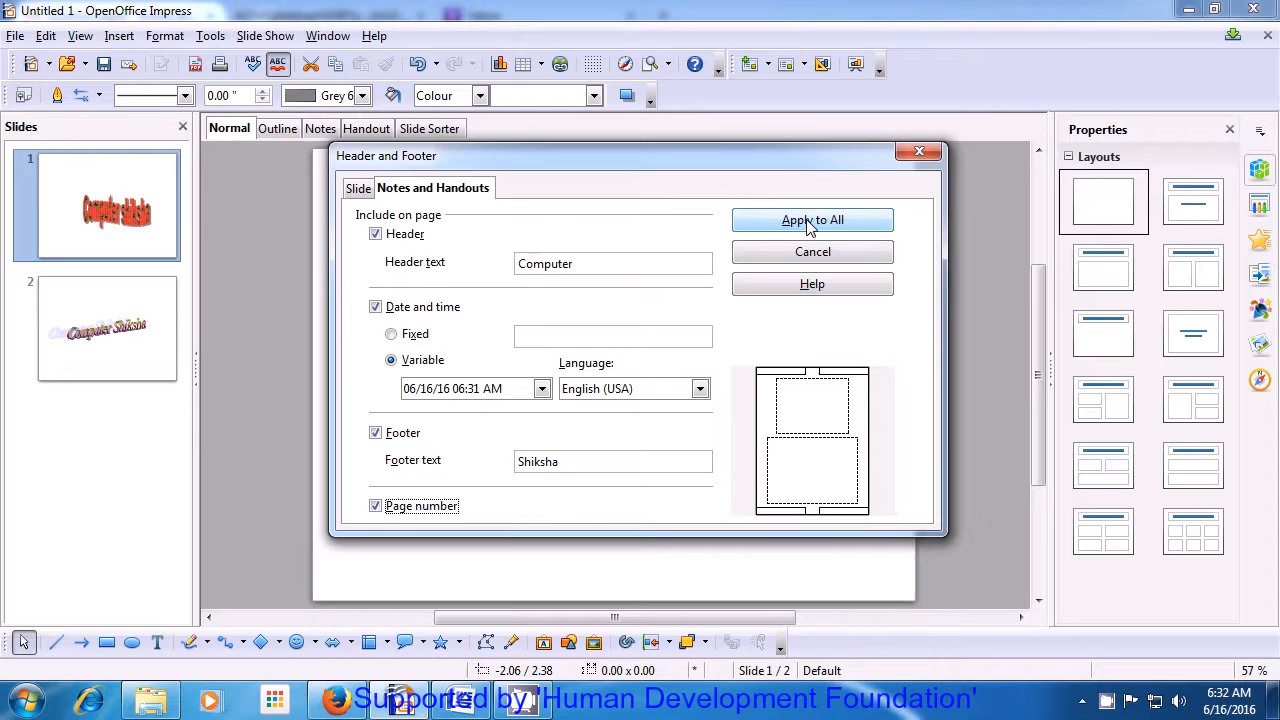 Untitled 1 - OpenOffice Impress
File Edit View Insert Format Tools Slide Show Window Help
0.00 " Grey 6 Colour
Slides
Normal Outline Notes Handout Slide Sorter
Properties
Layouts
1
Computer shiksha
2
Computer Shiksha
Header and Footer
Slide Notes and Handouts
Include on page
Header
Header text Computer
Date and time
Fixed
Variable Language:
06/16/16 06:31 AM English (USA)
Footer
Footer text Shiksha
Page number
Apply to All
Cancel
Help
-2.06 / 2.38 0.00 x 0.00 * Slide 1 / 2 Default 57 %
Supported by 'Human Development Foundation'
6:32 AM
6/16/2016